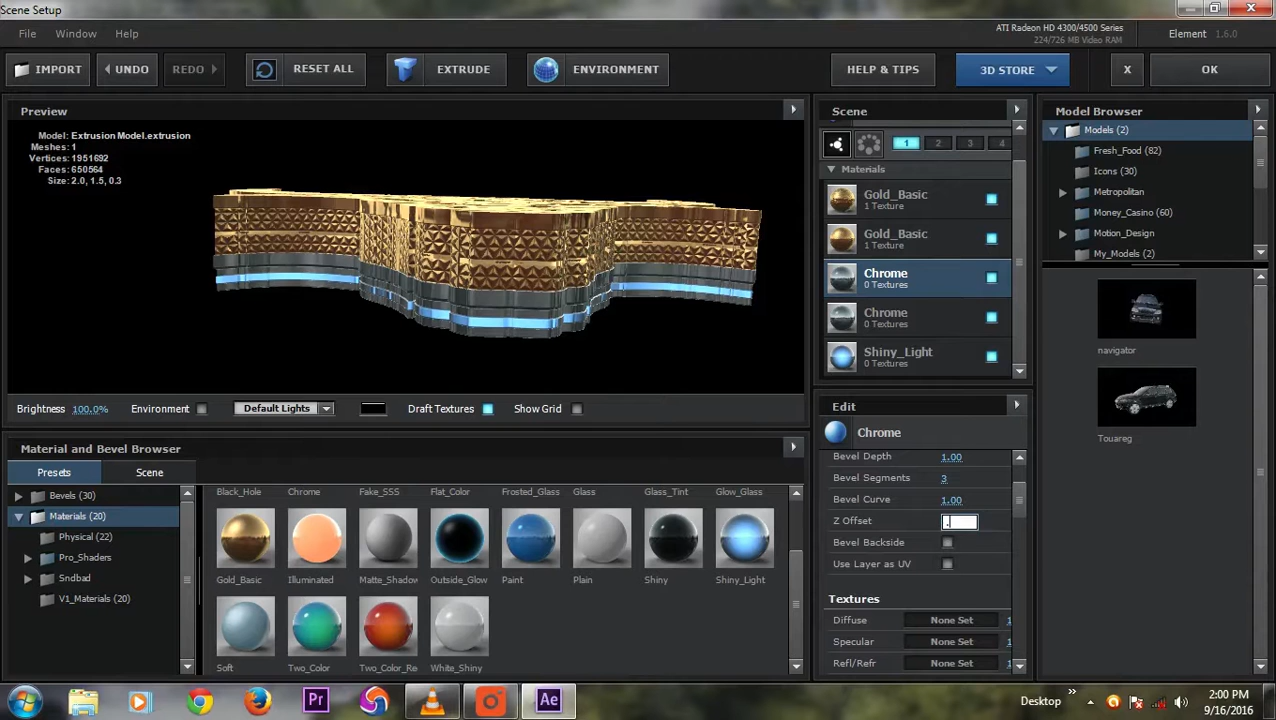 Scene Setup
File Window Help
ATI Radeon HD 4300/4500 Series
224/726 MB Video RAM
Element 1.6.0
IMPORT UNDO REDO RESET ALL EXTRUDE ENVIRONMENT HELP & TIPS 3D STORE X OK
Preview
Model: Extrusion Model.extrusion
Meshes: 1
Vertices: 1951692
Faces: 650564
Size: 2.0, 1.5, 0.3
Brightness 100.0% Environment Default Lights Draft Textures Show Grid
Scene
1 2 3 4
Materials
Gold_Basic
1 Texture
Gold_Basic
1 Texture
Chrome
0 Textures
Chrome
0 Textures
Shiny_Light
0 Textures
Model Browser
Models (2)
Fresh_Food (82)
Icons (30)
Metropolitan
Money_Casino (60)
Motion_Design
My_Models (2)
navigator
Touareg
Material and Bevel Browser
Presets Scene
Bevels (30)
Materials (20)
Physical (22)
Pro_Shaders
Sndbad
V1_Materials (20)
Black_Hole Chrome Fake_SSS Flat_Color Frosted_Glass Glass Glass_Tint Glow_Glass
Gold_Basic Illuminated Matte_Shadow Outside_Glow Paint Plain Shiny Shiny_Light
Soft Two_Color Two_Color_Re White_Shiny
Edit
Chrome
Bevel Depth 1.00
Bevel Segments 3
Bevel Curve 1.00
Z Offset .
Bevel Backside
Use Layer as UV
Textures
Diffuse None Set 1
Specular None Set 1
Refl/Refr None Set 1
Pr Ae
Desktop
2:00 PM
9/16/2016